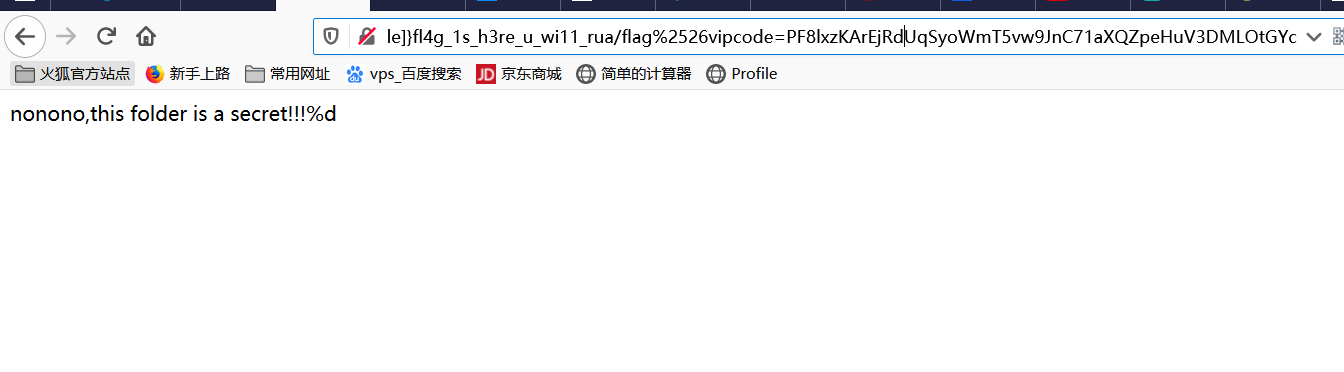 le]}fl4g_1s_h3re_u_wi11_rua/flag%2526vipcode=PF8lxzKArEjRdUqSyoWmT5vw9JnC71aXQZpeHuV3DMLOtGYc
火狐官方站点 新手上路 常用网址 vps_百度搜索 JD 京东商城 简单的计算器 Profile
nonono,this folder is a secret!!!%d